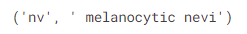 ('nv', ' melanocytic nevi')